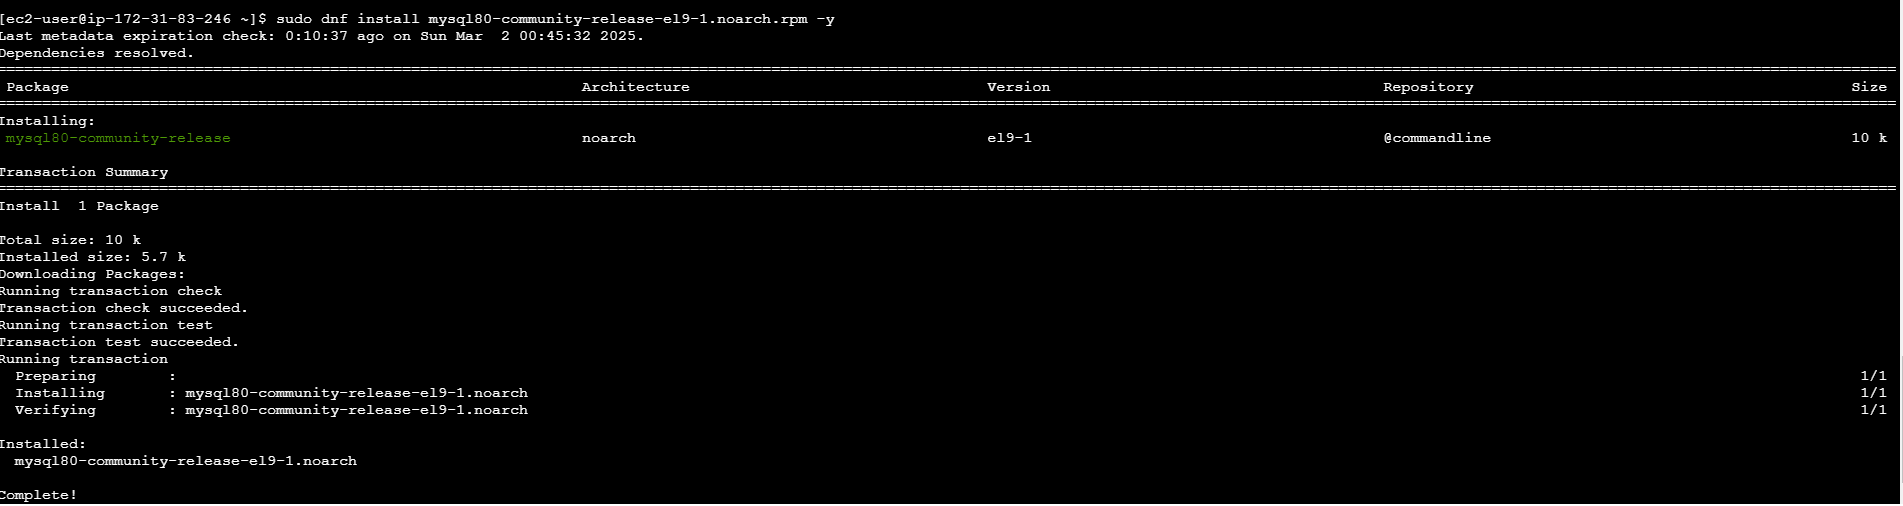 [ec2-user@ip-172-31-83-246 ~]$ sudo dnf install mysql80-community-release-el9-1.noarch.rpm -y
Last metadata expiration check: 0:10:37 ago on Sun Mar  2 00:45:32 2025.
Dependencies resolved.
Package Architecture Version Repository Size
Installing:
mysql80-community-release noarch el9-1 @commandline 10 k
Transaction Summary
Install  1 Package
Total size: 10 k
Installed size: 5.7 k
Downloading Packages:
Running transaction check
Transaction check succeeded.
Running transaction test
Transaction test succeeded.
Running transaction
Preparing : 1/1
Installing : mysql80-community-release-el9-1.noarch 1/1
Verifying : mysql80-community-release-el9-1.noarch 1/1
Installed:
mysql80-community-release-el9-1.noarch
Complete!